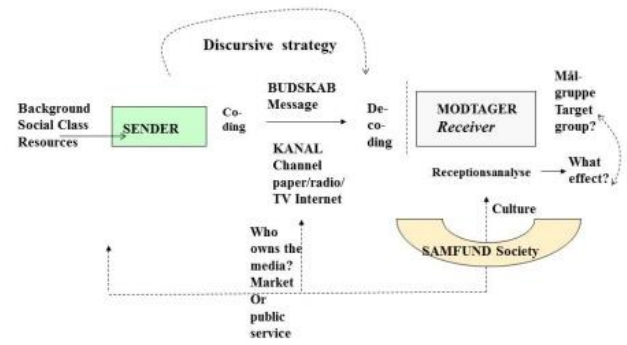 Discursive strategy
Background
Social Class
Resources
SENDER
Co-
ding
BUDSKAB
Message
KANAL
Channel
paper/radio/
TV Internet
De-
co-
ding
MODTAGER
Receiver
Mål-
gruppe
Target
group?
Receptionsanalyse
What
effect?
Culture
SAMFUND Society
Who
owns the
media?
Market
Or
public
service